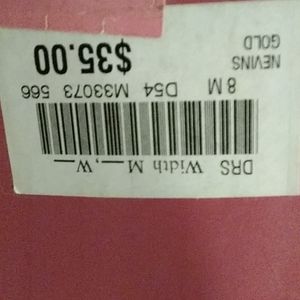 DRS Width M__,W__
8 M D54 M33073 566
NEVINS
GOLD
$35.00